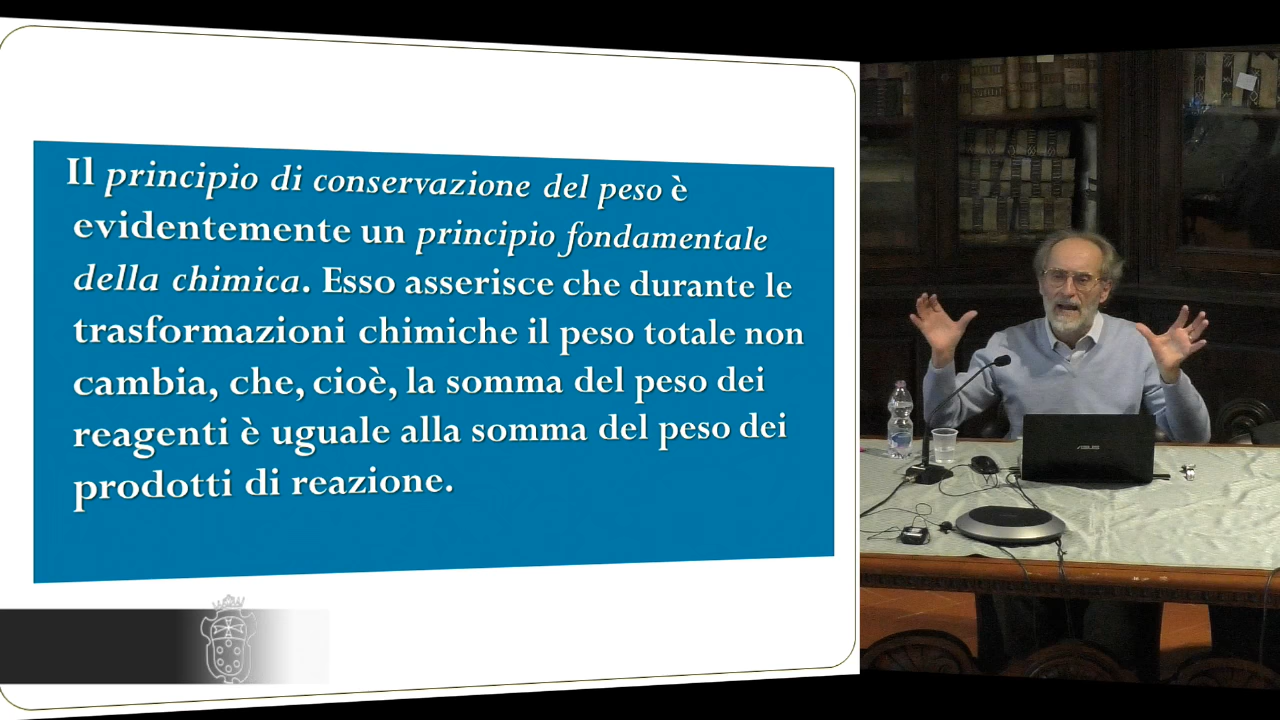 Il principio di conservazione del peso è
evidentemente un principio fondamentale
della chimica. Esso asserisce che durante le
trasformazioni chimiche il peso totale non
cambia, che, cioè, la somma del peso dei
reagenti è uguale alla somma del peso dei
prodotti di reazione.
ASUS